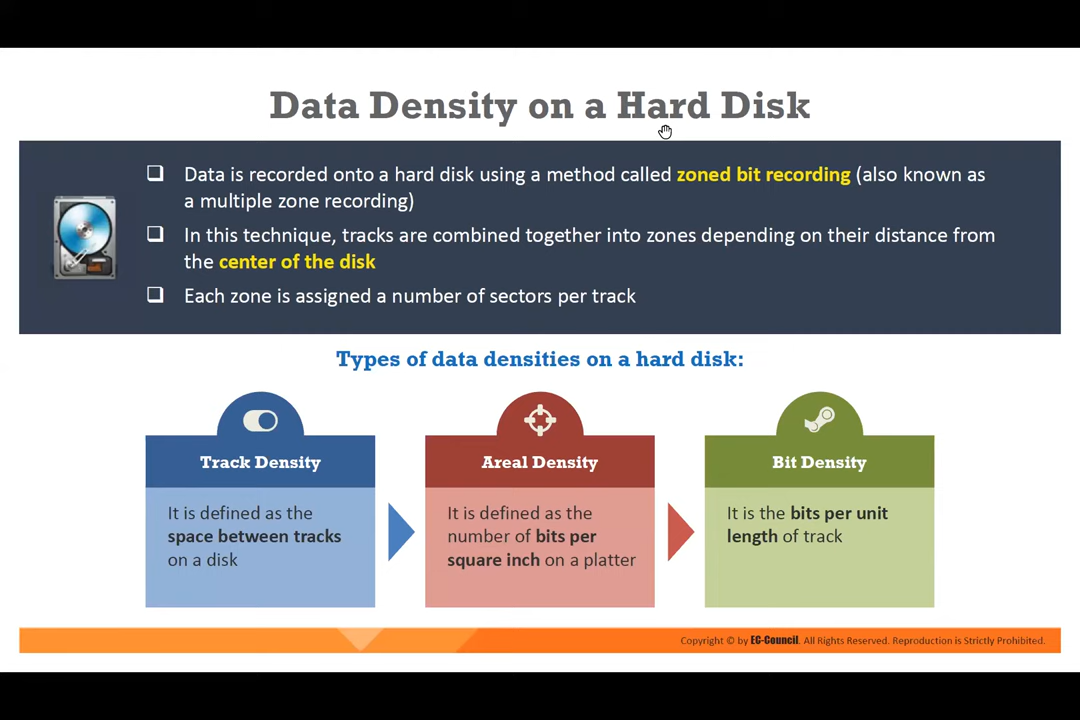 Data Density on a Hard Disk
❑ Data is recorded onto a hard disk using a method called zoned bit recording (also known as
a multiple zone recording)
❑ In this technique, tracks are combined together into zones depending on their distance from
the center of the disk
❑ Each zone is assigned a number of sectors per track
Types of data densities on a hard disk:
Track Density
It is defined as the
space between tracks
on a disk
Areal Density
It is defined as the
number of bits per
square inch on a platter
Bit Density
It is the bits per unit
length of track
Copyright © by EC-Council. All Rights Reserved. Reproduction is Strictly Prohibited.